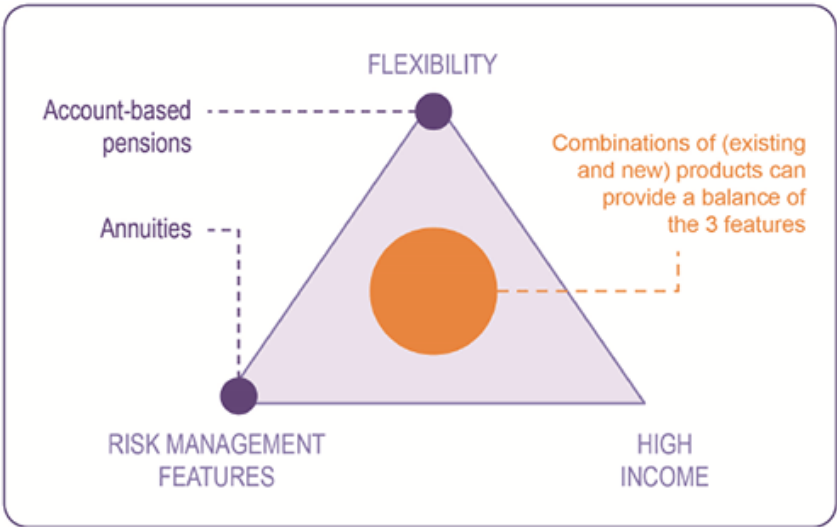 FLEXIBILITY
Account-based
pensions
Combinations of (existing
and new) products can
provide a balance of
the 3 features
Annuities
RISK MANAGEMENT
FEATURES
HIGH
INCOME